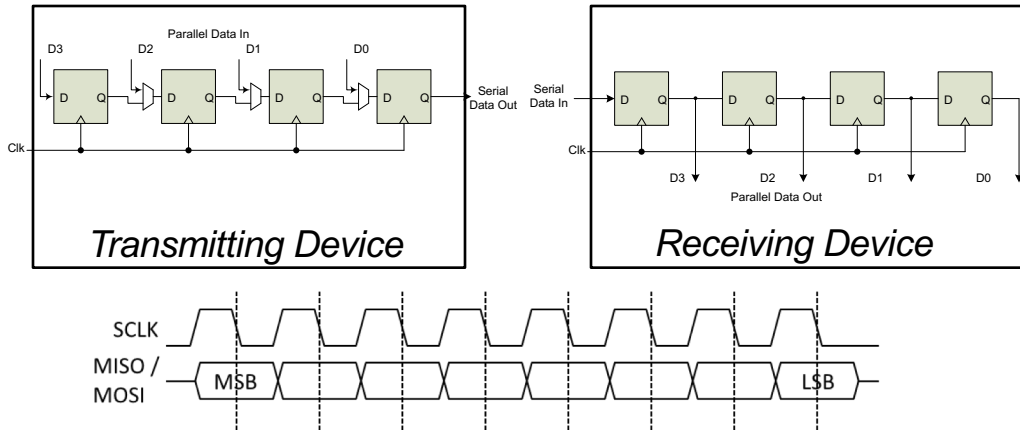 Parallel Data In
D3
D2
D1
D0
D
Q
D
Q
D
Q
D
Q
Serial
Data Out
Clk
Transmitting Device
Serial
Data In
D
Q
D
Q
D
Q
D
Q
Clk
D3
D2
D1
D0
Parallel Data Out
Receiving Device
SCLK
MISO /
MOSI
MSB
LSB